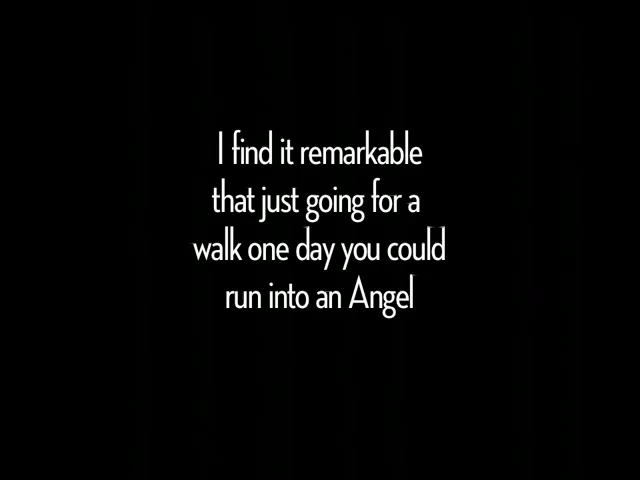 I find it remarkable
that just going for a
walk one day you could
run into an Angel